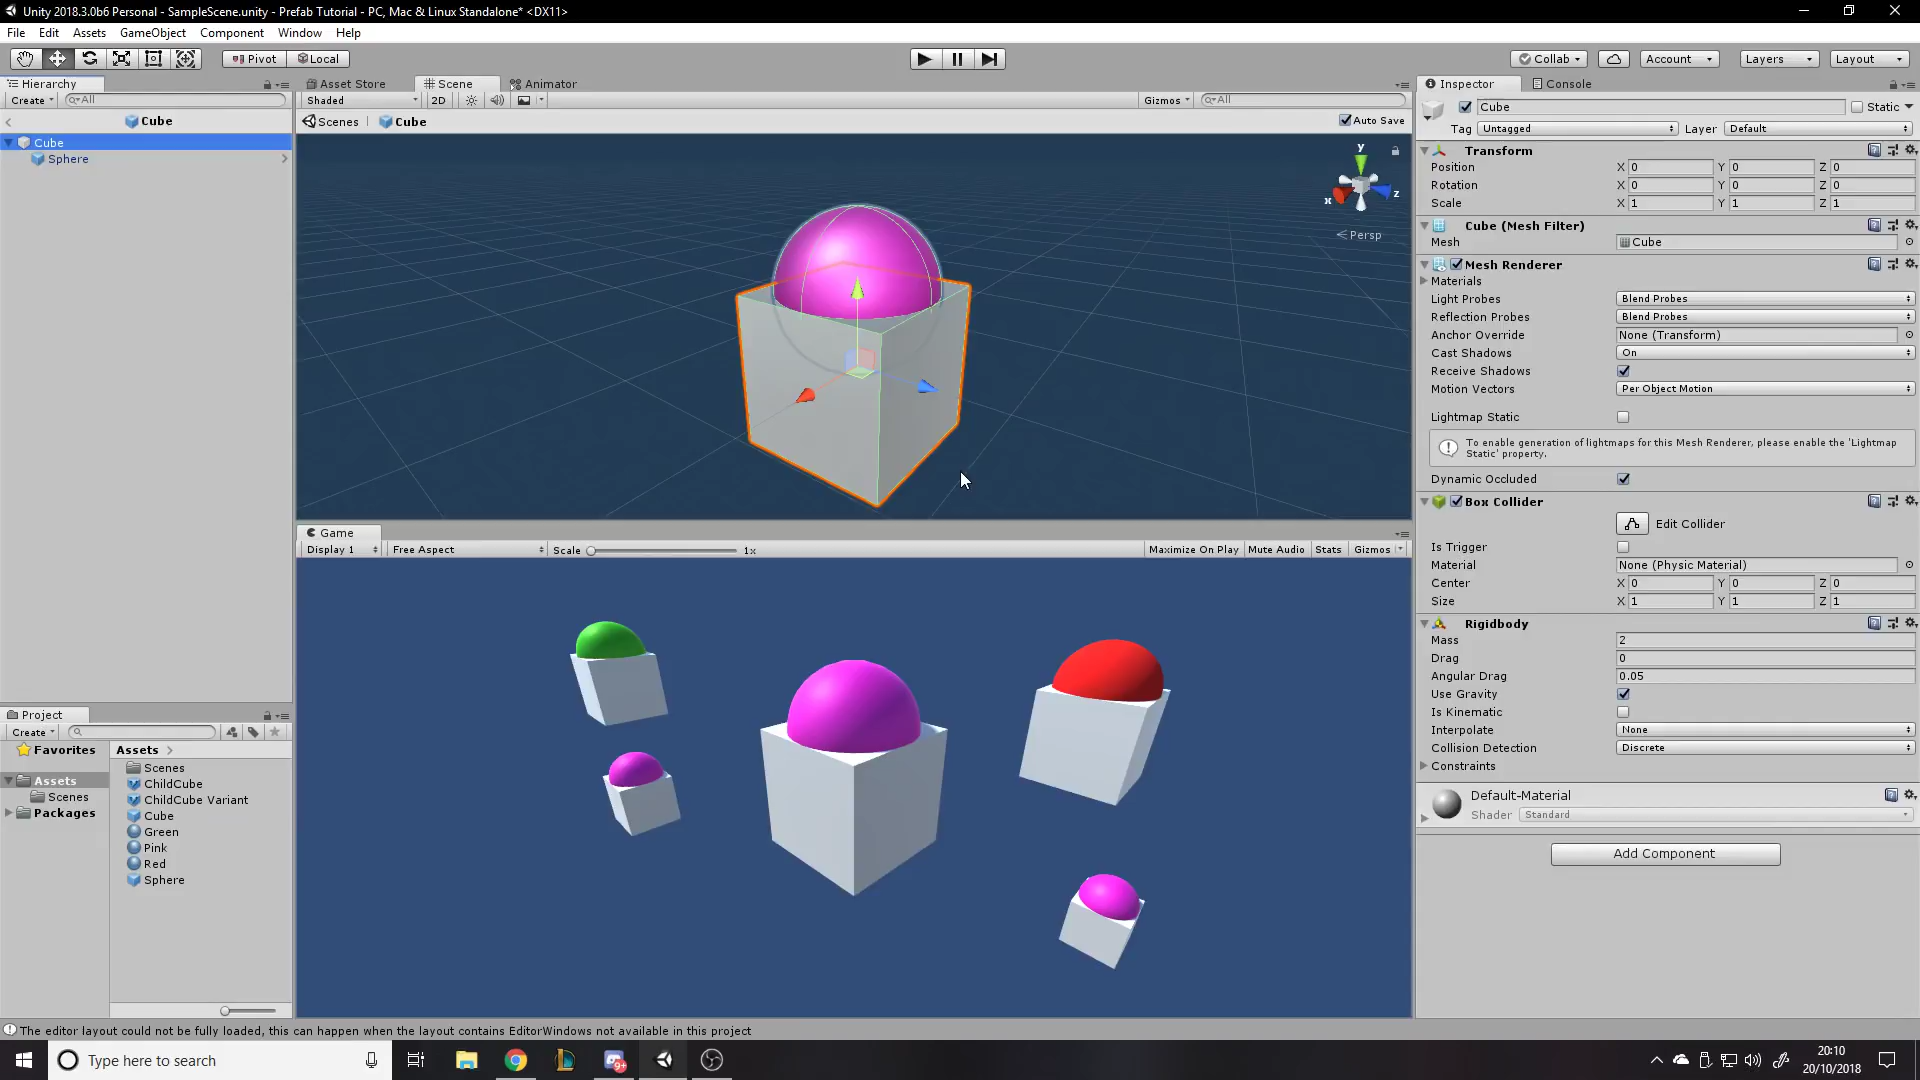 Unity 2018.3.0b6 Personal - SampleScene.unity - Prefab Tutorial - PC, Mac & Linux Standalone* <DX11>
File Edit Assets GameObject Component Window Help
Pivot Local Collab Account Layers Layout
Hierarchy
Create All
Cube
Cube
Sphere
Asset Store Scene Animator
Shaded 2D Gizmos All
Scenes Cube Auto Save
y
x z
Persp
Game
Display 1 Free Aspect Scale 1x Maximize On Play Mute Audio Stats Gizmos
Project
Create
Favorites
Assets
Scenes
Packages
Assets
Scenes
ChildCube
ChildCube Variant
Cube
Green
Pink
Red
Sphere
Inspector Console
Cube Static
Tag Untagged Layer Default
Transform
Position X 0 Y 0 Z 0
Rotation X 0 Y 0 Z 0
Scale X 1 Y 1 Z 1
Cube (Mesh Filter)
Mesh Cube
Mesh Renderer
Materials
Light Probes Blend Probes
Reflection Probes Blend Probes
Anchor Override None (Transform)
Cast Shadows On
Receive Shadows
Motion Vectors Per Object Motion
Lightmap Static
To enable generation of lightmaps for this Mesh Renderer, please enable the 'Lightmap
Static' property.
Dynamic Occluded
Box Collider
Edit Collider
Is Trigger
Material None (Physic Material)
Center X 0 Y 0 Z 0
Size X 1 Y 1 Z 1
Rigidbody
Mass 2
Drag 0
Angular Drag 0.05
Use Gravity
Is Kinematic
Interpolate None
Collision Detection Discrete
Constraints
Default-Material
Shader Standard
Add Component
The editor layout could not be fully loaded, this can happen when the layout contains EditorWindows not available in this project
Type here to search
9+
20:10
20/10/2018